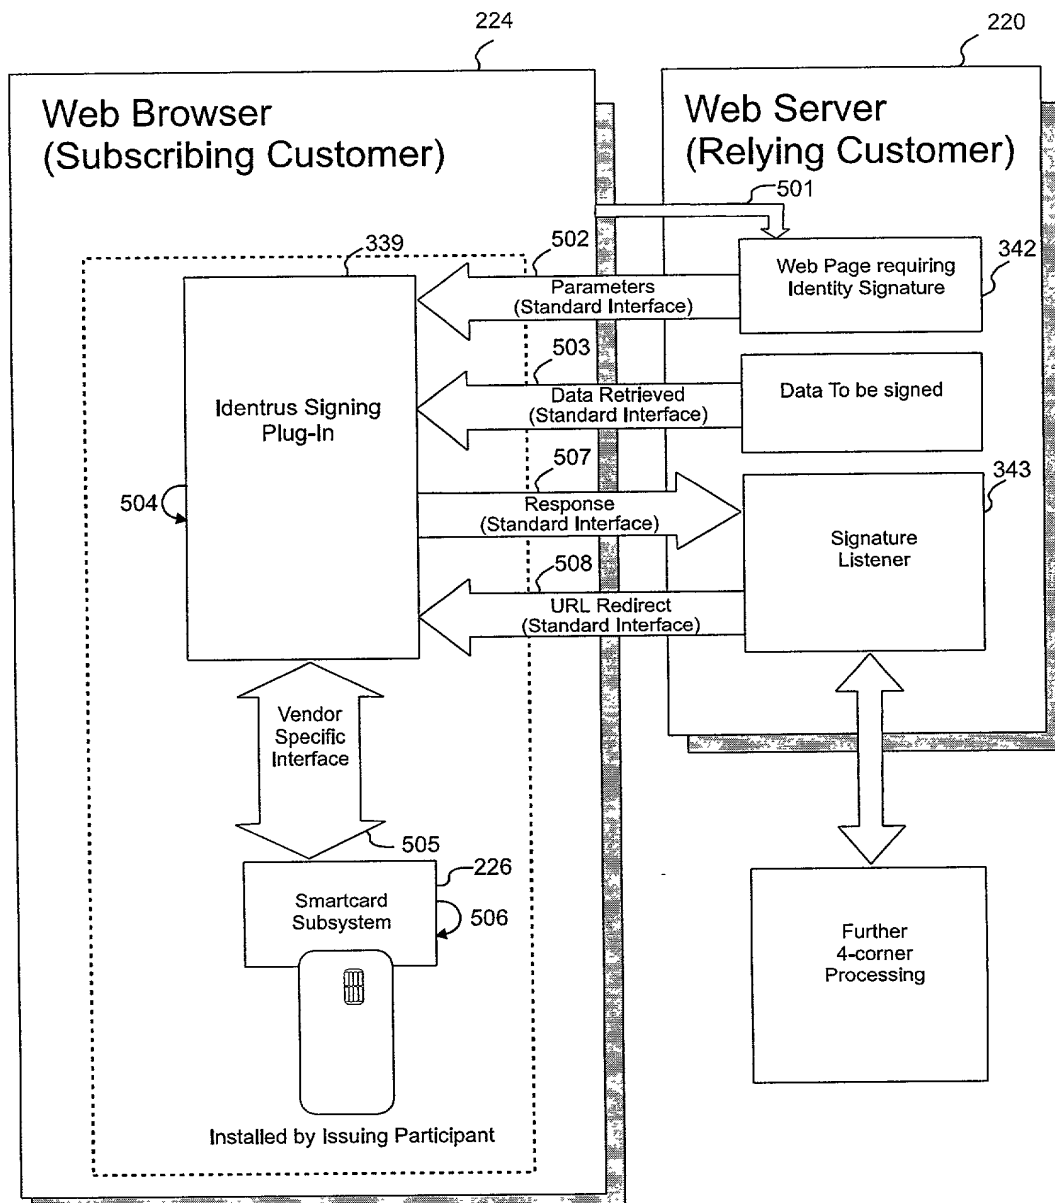 224
220
Web Browser
(Subscribing Customer)
Web Server
(Relying Customer)
501
339
502
Web Page requiring
Identity Signature
342
Parameters
(Standard Interface)
503
Identrus Signing
Plug-In
Data Retrieved
(Standard Interface)
Data To be signed
507
343
504
Response
(Standard Interface)
Signature
Listener
508
URL Redirect
(Standard Interface)
Vendor
Specific
Interface
505
226
Smartcard
Subsystem
506
Further
4-corner
Processing
Installed by Issuing Participant